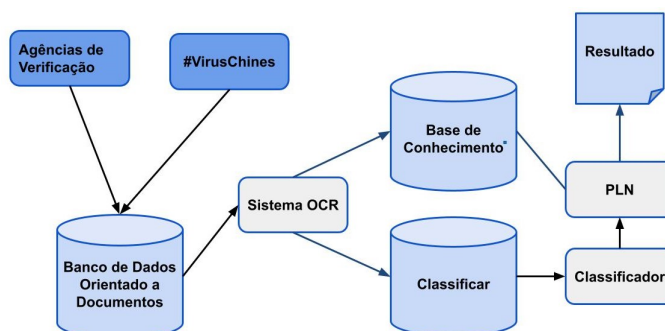 Agências de
Verificação
#VirusChines
Resultado
Base de
Conhecimento
PLN
Sistema OCR
Banco de Dados
Orientado a
Documentos
Classificar
Classificador